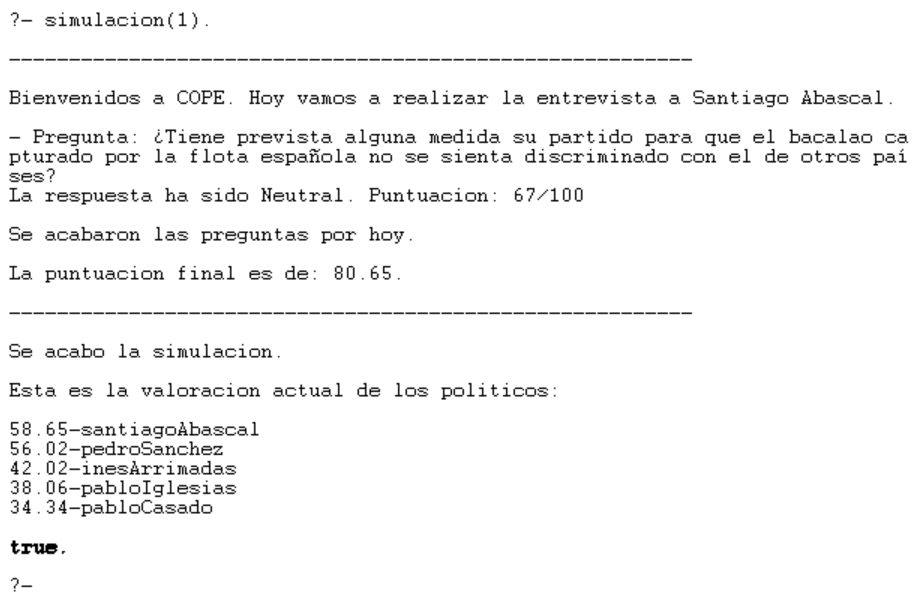 ?- simulacion(1).
---------------------------------------------------------
Bienvenidos a COPE. Hoy vamos a realizar la entrevista a Santiago Abascal.
- Pregunta: ¿Tiene prevista alguna medida su partido para que el bacalao ca
pturado por la flota española no se sienta discriminado con el de otros paí
ses?
La respuesta ha sido Neutral. Puntuacion: 67/100
Se acabaron las preguntas por hoy.
La puntuacion final es de: 80.65.
---------------------------------------------------------
Se acabo la simulacion.
Esta es la valoracion actual de los politicos:
58.65-santiagoAbascal
56.02-pedroSanchez
42.02-inesArrimadas
38.06-pabloIglesias
34.34-pabloCasado
true.
?-